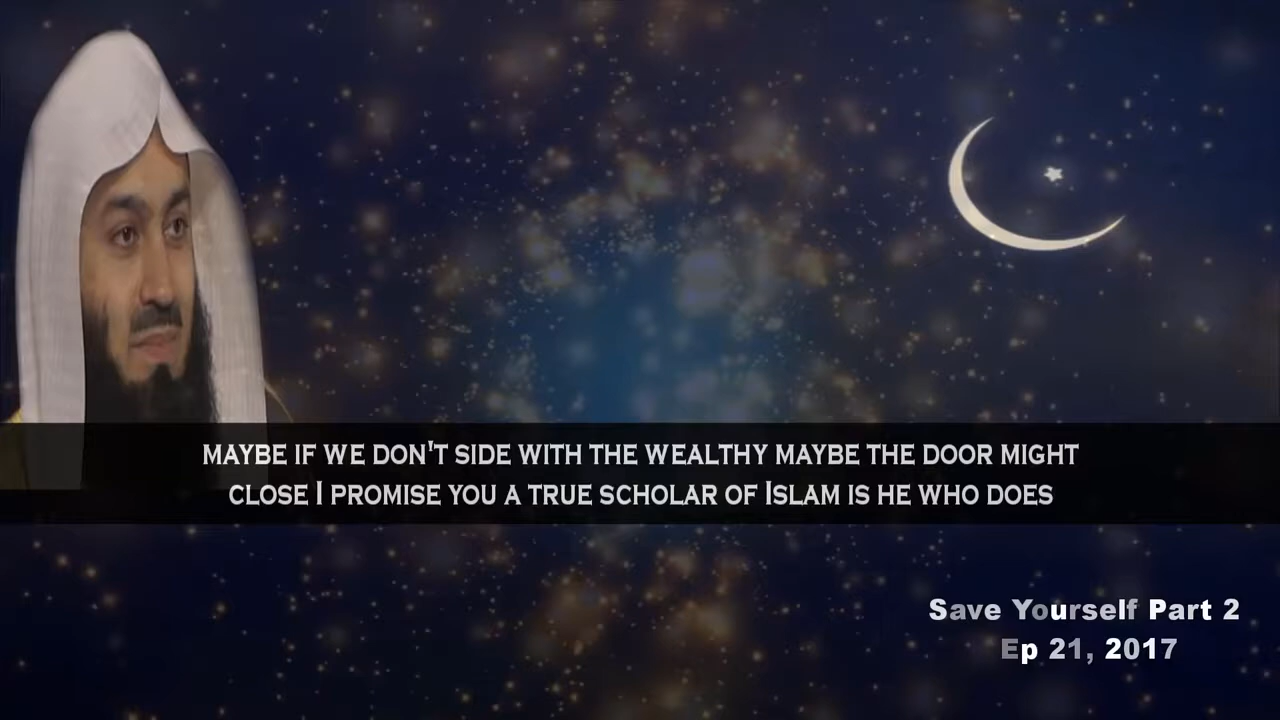 MAYBE IF WE DON'T SIDE WITH THE WEALTHY MAYBE THE DOOR MIGHT
CLOSE I PROMISE YOU A TRUE SCHOLAR OF ISLAM IS HE WHO DOES
Save Yourself Part 2
Ep 21, 2017